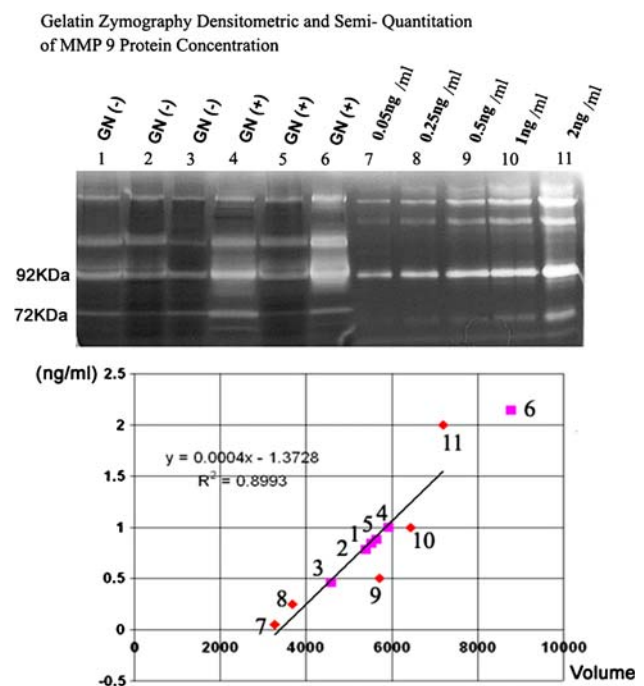 Gelatin Zymography Densitometric and Semi- Quantitation
of MMP 9 Protein Concentration
GN (-) GN (-) GN (-) GN (+) GN (+) GN (+) 0.05ng /ml 0.25ng /ml 0.5ng /ml 1ng /ml 2ng /ml
1 2 3 4 5 6 7 8 9 10 11
92KDa
72KDa
(ng/ml)
2.5
2
1.5
1
0.5
0
-0.5
y = 0.0004x - 1.3728
R² = 0.8993
6
11
4
5
1
2
10
3
9
8
7
0 2000 4000 6000 8000 10000
Volume